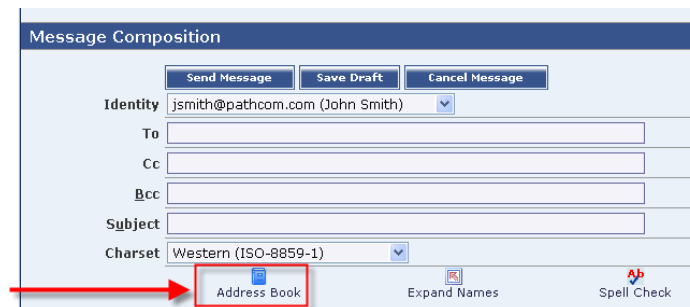 Message Composition
Send Message Save Draft Cancel Message
Identity jsmith@pathcom.com (John Smith)
To
Cc
Bcc
Subject
Charset Western (ISO-8859-1)
Address Book Expand Names Spell Check